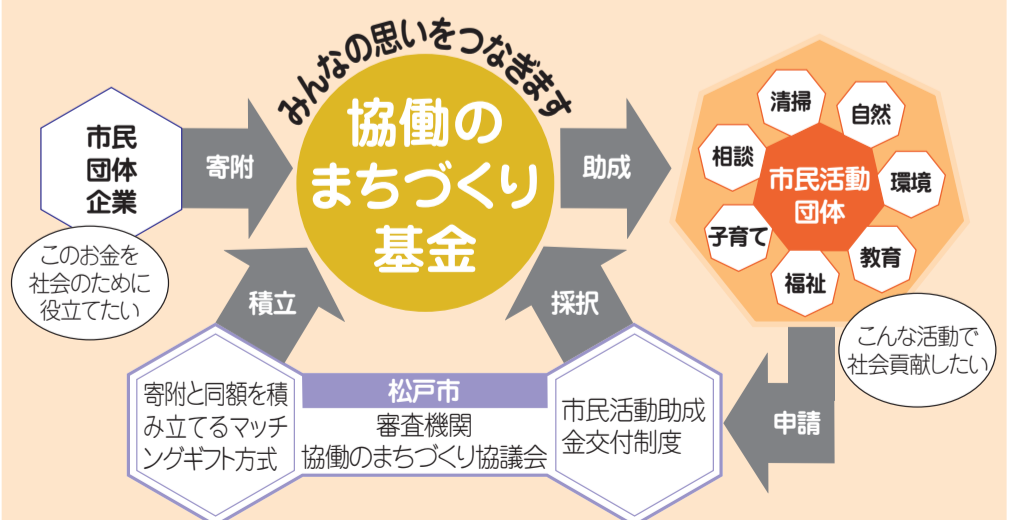 みんなの思いをつなぎます
市民
団体
企業
寄附
協働の
まちづくり
基金
助成
清掃
自然
相談
市民活動
団体
環境
子育て
教育
福祉
このお金を
社会のために
役立てたい
積立
採択
こんな活動で
社会貢献したい
寄附と同額を積
み立てるマッチ
ングギフト方式
松戸市
審査機関
協働のまちづくり協議会
市民活動助成
金交付制度
申請